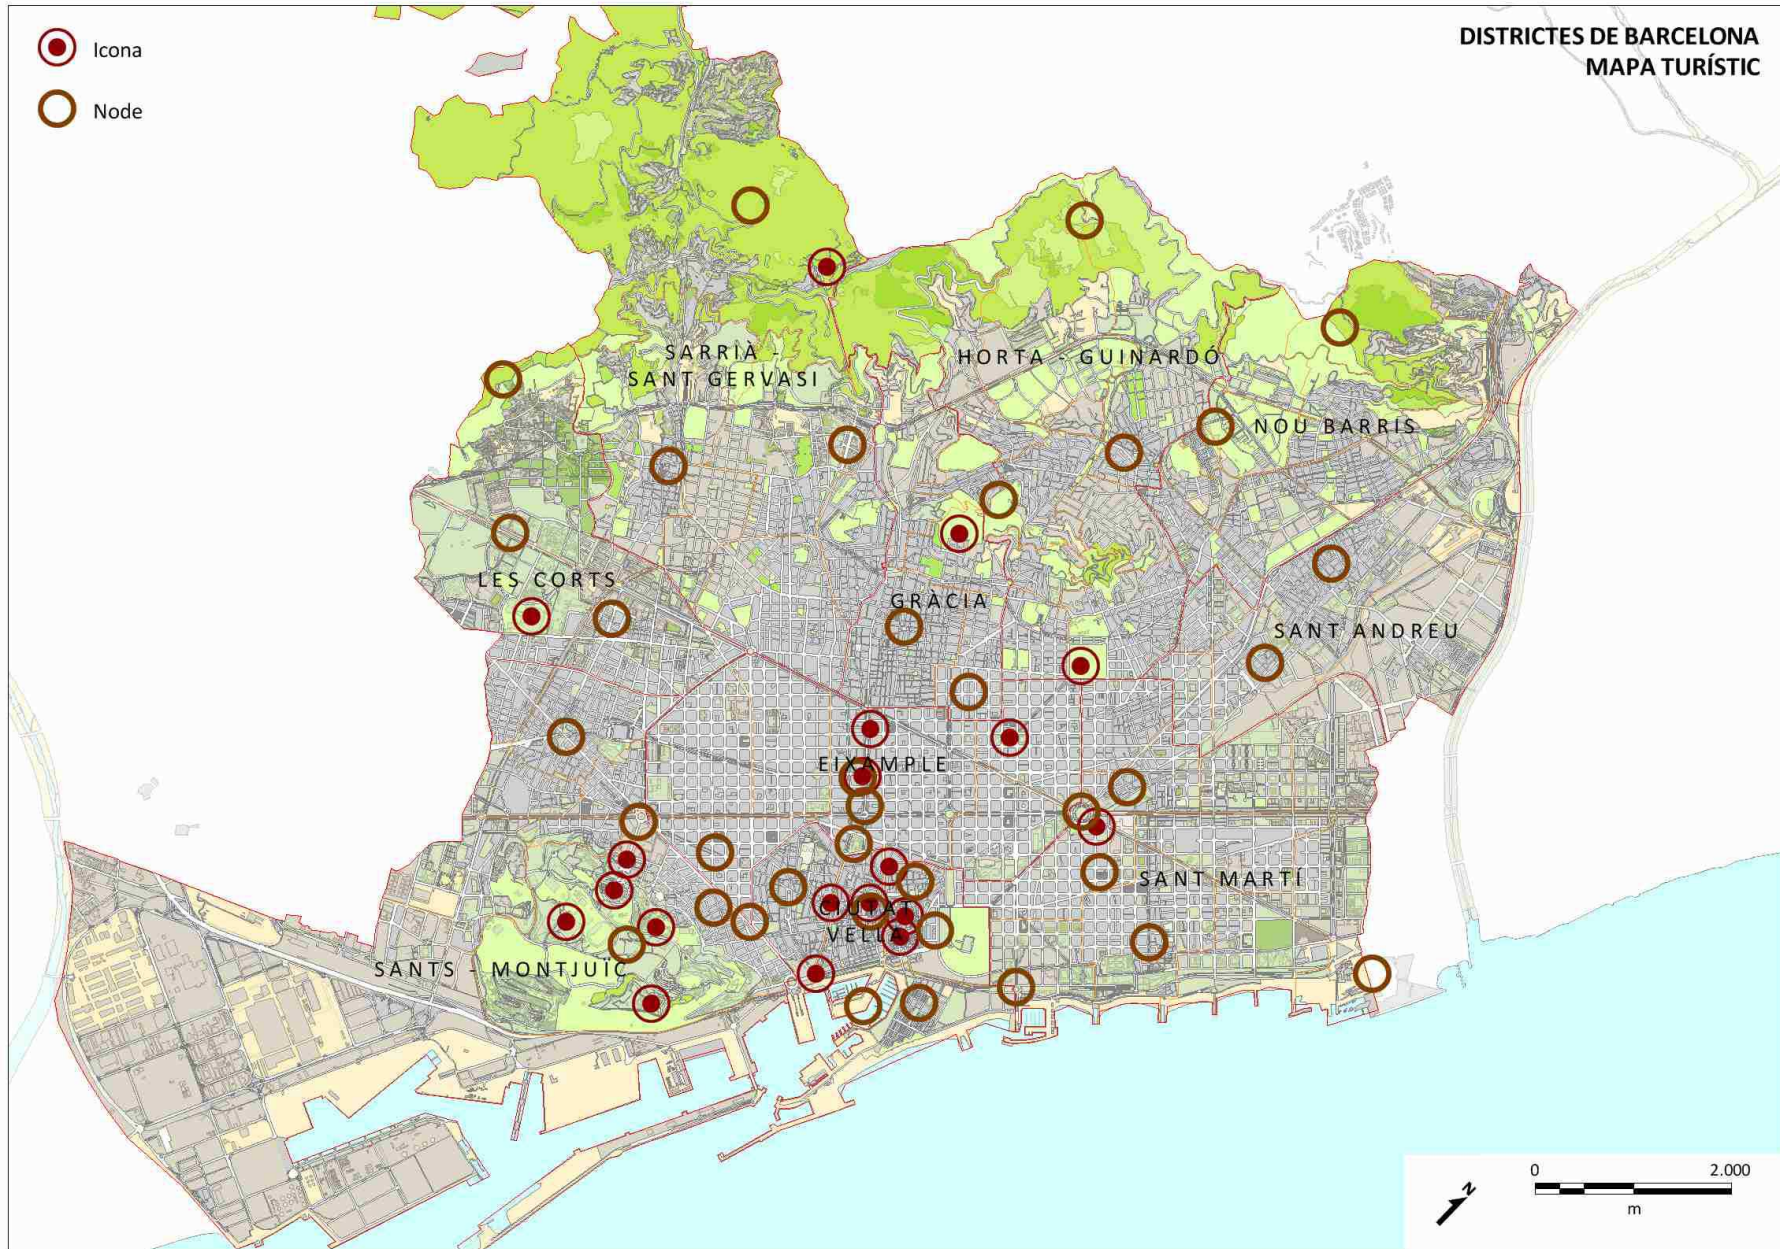 Icona
Node
DISTRICTES DE BARCELONA
MAPA TURÍSTIC
SARRIÀ -
SANT GERVASI
HORTA - GUINARDÓ
NOU BARRIS
LES CORTS
GRÀCIA
SANT ANDREU
EIXAMPLE
SANT MARTÍ
CIUTAT
VELLA
SANTS - MONTJUÏC
0 2.000
m
N